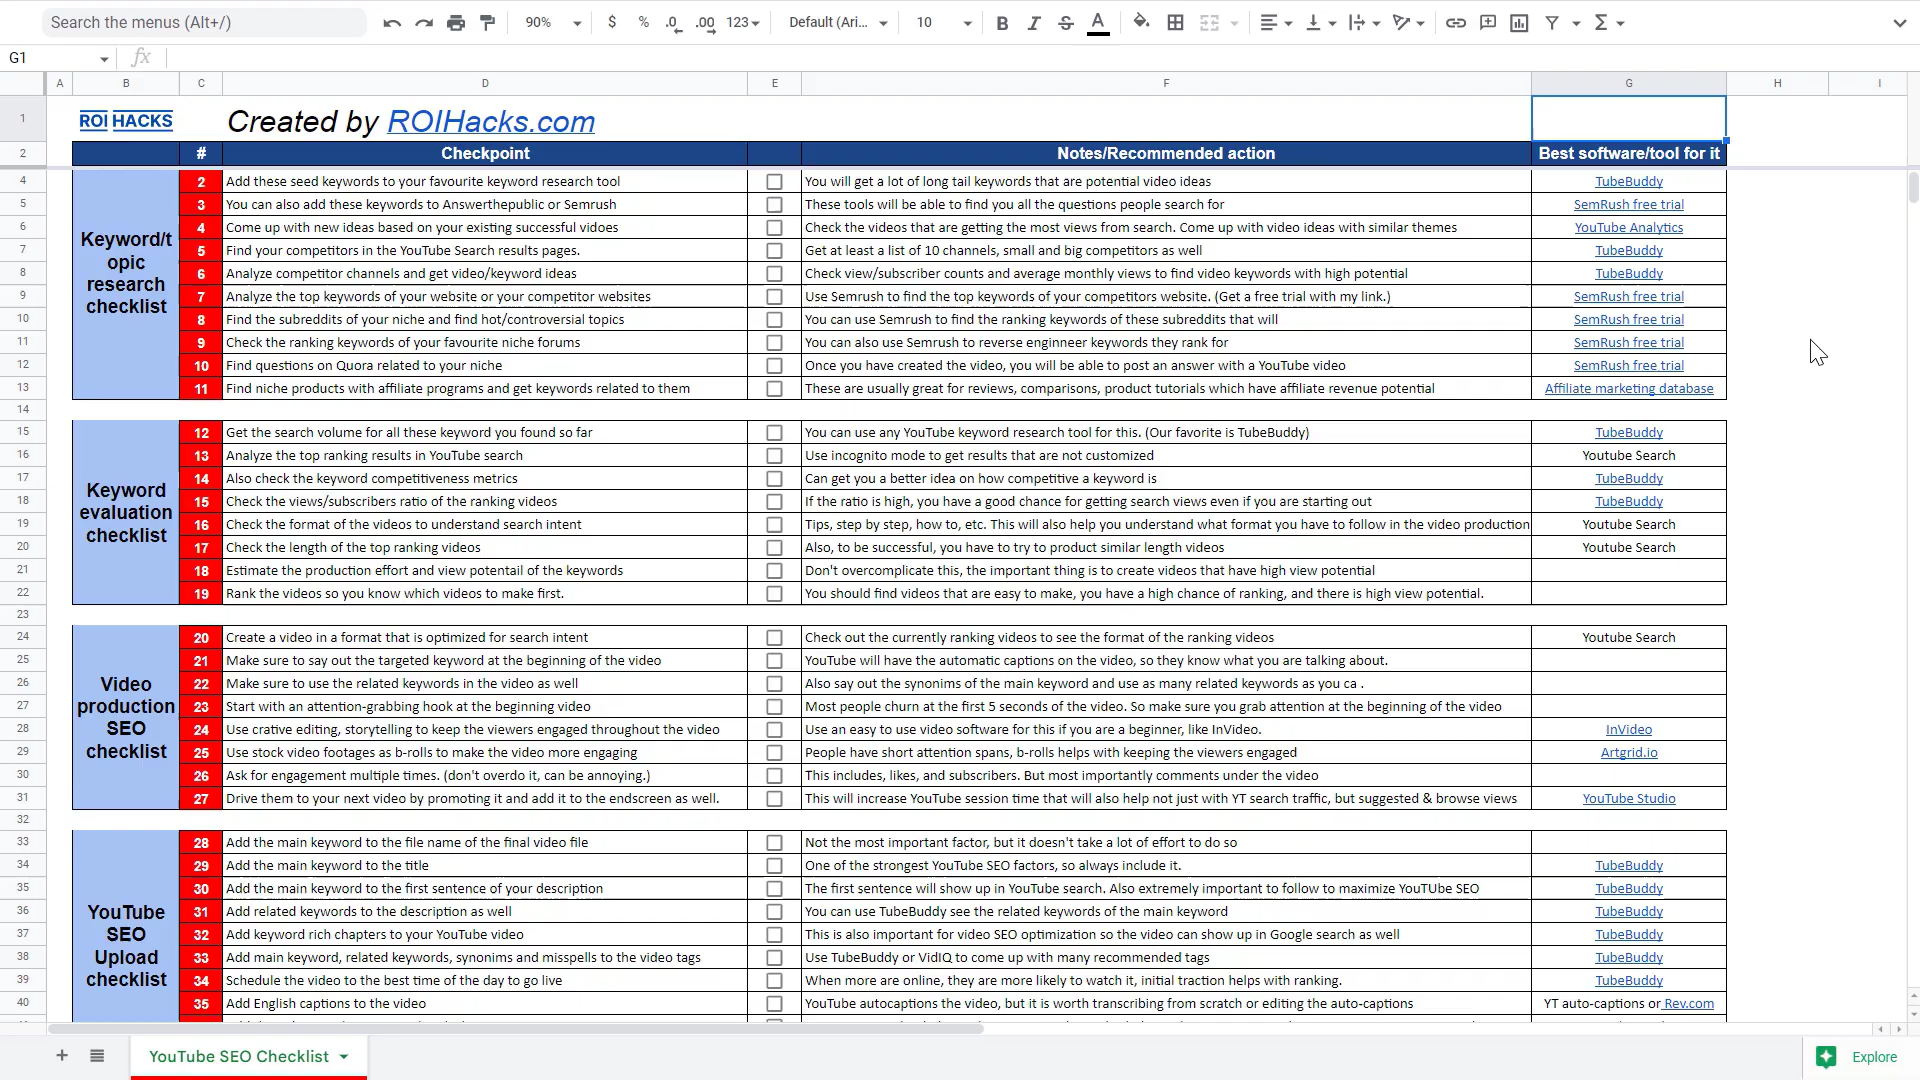 Search the menus (Alt+/) 90% $ % .0 .00 123 Default (Ari... 10 B I S A
G1 fx
A B C D E F G H I
1 ROI HACKS Created by ROIHacks.com
2 # Checkpoint Notes/Recommended action Best software/tool for it
Keyword/t
opic
research
checklist
4 2 Add these seed keywords to your favourite keyword research tool You will get a lot of long tail keywords that are potential video ideas TubeBuddy
5 3 You can also add these keywords to Answerthepublic or Semrush These tools will be able to find you all the questions people search for SemRush free trial
6 4 Come up with new ideas based on your existing successful vidoes Check the videos that are getting the most views from search. Come up with video ideas with similar themes YouTube Analytics
7 5 Find your competitors in the YouTube Search results pages. Get at least a list of 10 channels, small and big competitors as well TubeBuddy
8 6 Analyze competitor channels and get video/keyword ideas Check view/subscriber counts and average monthly views to find video keywords with high potential TubeBuddy
9 7 Analyze the top keywords of your website or your competitor websites Use Semrush to find the top keywords of your competitors website. (Get a free trial with my link.) SemRush free trial
10 8 Find the subreddits of your niche and find hot/controversial topics You can use Semrush to find the ranking keywords of these subreddits that will SemRush free trial
11 9 Check the ranking keywords of your favourite niche forums You can also use Semrush to reverse enginneer keywords they rank for SemRush free trial
12 10 Find questions on Quora related to your niche Once you have created the video, you will be able to post an answer with a YouTube video SemRush free trial
13 11 Find niche products with affiliate programs and get keywords related to them These are usually great for reviews, comparisons, product tutorials which have affiliate revenue potential Affiliate marketing database
14
Keyword
evaluation
checklist
15 12 Get the search volume for all these keyword you found so far You can use any YouTube keyword research tool for this. (Our favorite is TubeBuddy) TubeBuddy
16 13 Analyze the top ranking results in YouTube search Use incognito mode to get results that are not customized Youtube Search
17 14 Also check the keyword competitiveness metrics Can get you a better idea on how competitive a keyword is TubeBuddy
18 15 Check the views/subscribers ratio of the ranking videos If the ratio is high, you have a good chance for getting search views even if you are starting out TubeBuddy
19 16 Check the format of the videos to understand search intent Tips, step by step, how to, etc. This will also help you understand what format you have to follow in the video production Youtube Search
20 17 Check the length of the top ranking videos Also, to be successful, you have to try to product similar length videos Youtube Search
21 18 Estimate the production effort and view potentail of the keywords Don't overcomplicate this, the important thing is to create videos that have high view potential
22 19 Rank the videos so you know which videos to make first. You should find videos that are easy to make, you have a high chance of ranking, and there is high view potential.
23
Video
production
SEO
checklist
24 20 Create a video in a format that is optimized for search intent Check out the currently ranking videos to see the format of the ranking videos Youtube Search
25 21 Make sure to say out the targeted keyword at the beginning of the video YouTube will have the automatic captions on the video, so they know what you are talking about.
26 22 Make sure to use the related keywords in the video as well Also say out the synonims of the main keyword and use as many related keywords as you ca .
27 23 Start with an attention-grabbing hook at the beginning video Most people churn at the first 5 seconds of the video. So make sure you grab attention at the beginning of the video
28 24 Use crative editing, storytelling to keep the viewers engaged throughout the video Use an easy to use video software for this if you are a beginner, like InVideo. InVideo
29 25 Use stock video footages as b-rolls to make the video more engaging People have short attention spans, b-rolls helps with keeping the viewers engaged Artgrid.io
30 26 Ask for engagement multiple times. (don't overdo it, can be annoying.) This includes, likes, and subscribers. But most importantly comments under the video
31 27 Drive them to your next video by promoting it and add it to the endscreen as well. This will increase YouTube session time that will also help not just with YT search traffic, but suggested & browse views YouTube Studio
32
YouTube
SEO
Upload
checklist
33 28 Add the main keyword to the file name of the final video file Not the most important factor, but it doesn't take a lot of effort to do so
34 29 Add the main keyword to the title One of the strongest YouTube SEO factors, so always include it. TubeBuddy
35 30 Add the main keyword to the first sentence of your description The first sentence will show up in YouTube search. Also extremely important to follow to maximize YouTUbe SEO TubeBuddy
36 31 Add related keywords to the description as well You can use TubeBuddy see the related keywords of the main keyword TubeBuddy
37 32 Add keyword rich chapters to your YouTube video This is also important for video SEO optimization so the video can show up in Google search as well TubeBuddy
38 33 Add main keyword, related keywords, synonims and misspells to the video tags Use TubeBuddy or VidIQ to come up with many recommended tags TubeBuddy
39 34 Schedule the video to the best time of the day to go live When more are online, they are more likely to watch it, initial traction helps with ranking. TubeBuddy
40 35 Add English captions to the video YouTube autocaptions the video, but it is worth transcribing from scratch or editing the auto-captions YT auto-captions or Rev.com
YouTube SEO Checklist Explore